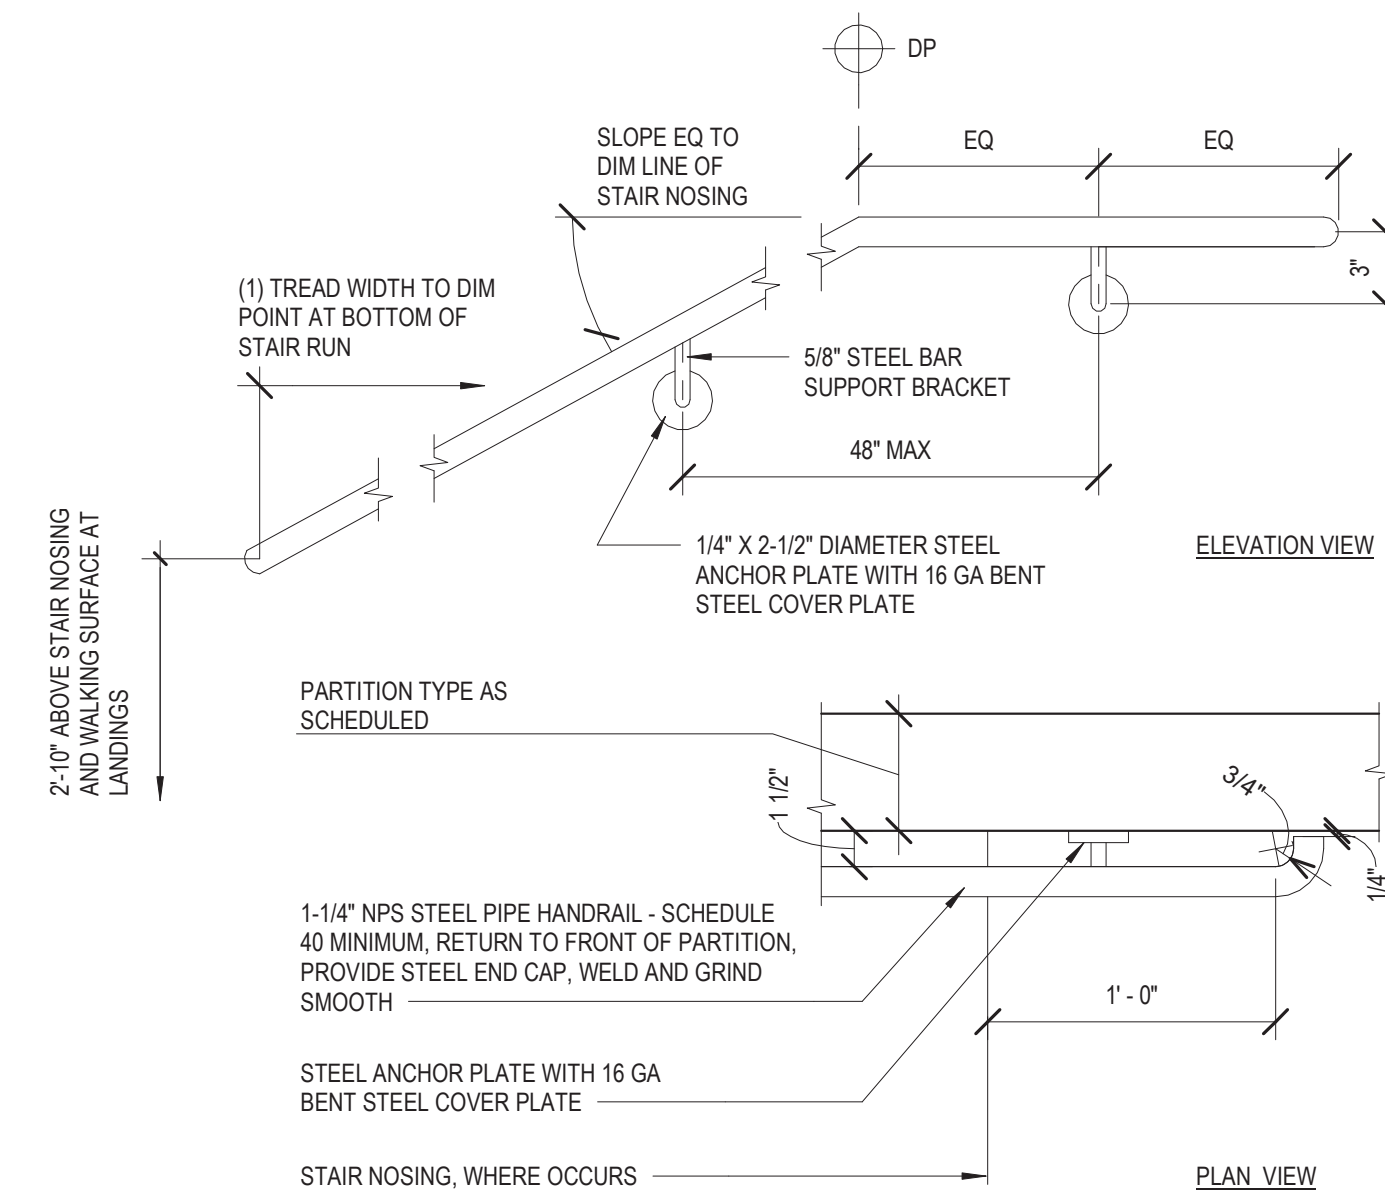 DP
SLOPE EQ TO
DIM LINE OF
STAIR NOSING
EQ
EQ
3"
(1) TREAD WIDTH TO DIM
POINT AT BOTTOM OF
STAIR RUN
5/8" STEEL BAR
SUPPORT BRACKET
48" MAX
1/4" X 2-1/2" DIAMETER STEEL
ANCHOR PLATE WITH 16 GA BENT
STEEL COVER PLATE
ELEVATION VIEW
2'-10" ABOVE STAIR NOSING
AND WALKING SURFACE AT
LANDINGS
PARTITION TYPE AS
SCHEDULED
1 1/2"
3/4"
1/4"
1-1/4" NPS STEEL PIPE HANDRAIL - SCHEDULE
40 MINIMUM, RETURN TO FRONT OF PARTITION,
PROVIDE STEEL END CAP, WELD AND GRIND
SMOOTH
1' - 0"
STEEL ANCHOR PLATE WITH 16 GA
BENT STEEL COVER PLATE
STAIR NOSING, WHERE OCCURS
PLAN VIEW